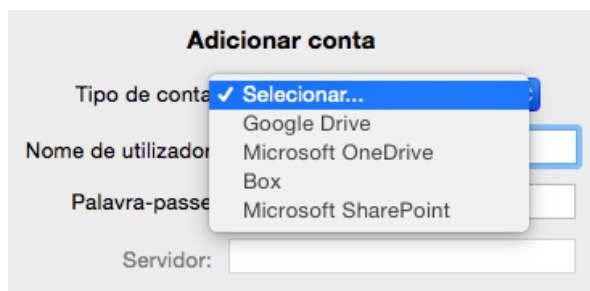 Adicionar conta
Tipo de conta ✓ Selecionar...
Google Drive
Nome de utilizador Microsoft OneDrive
Box
Palavra-passe Microsoft SharePoint
Servidor: